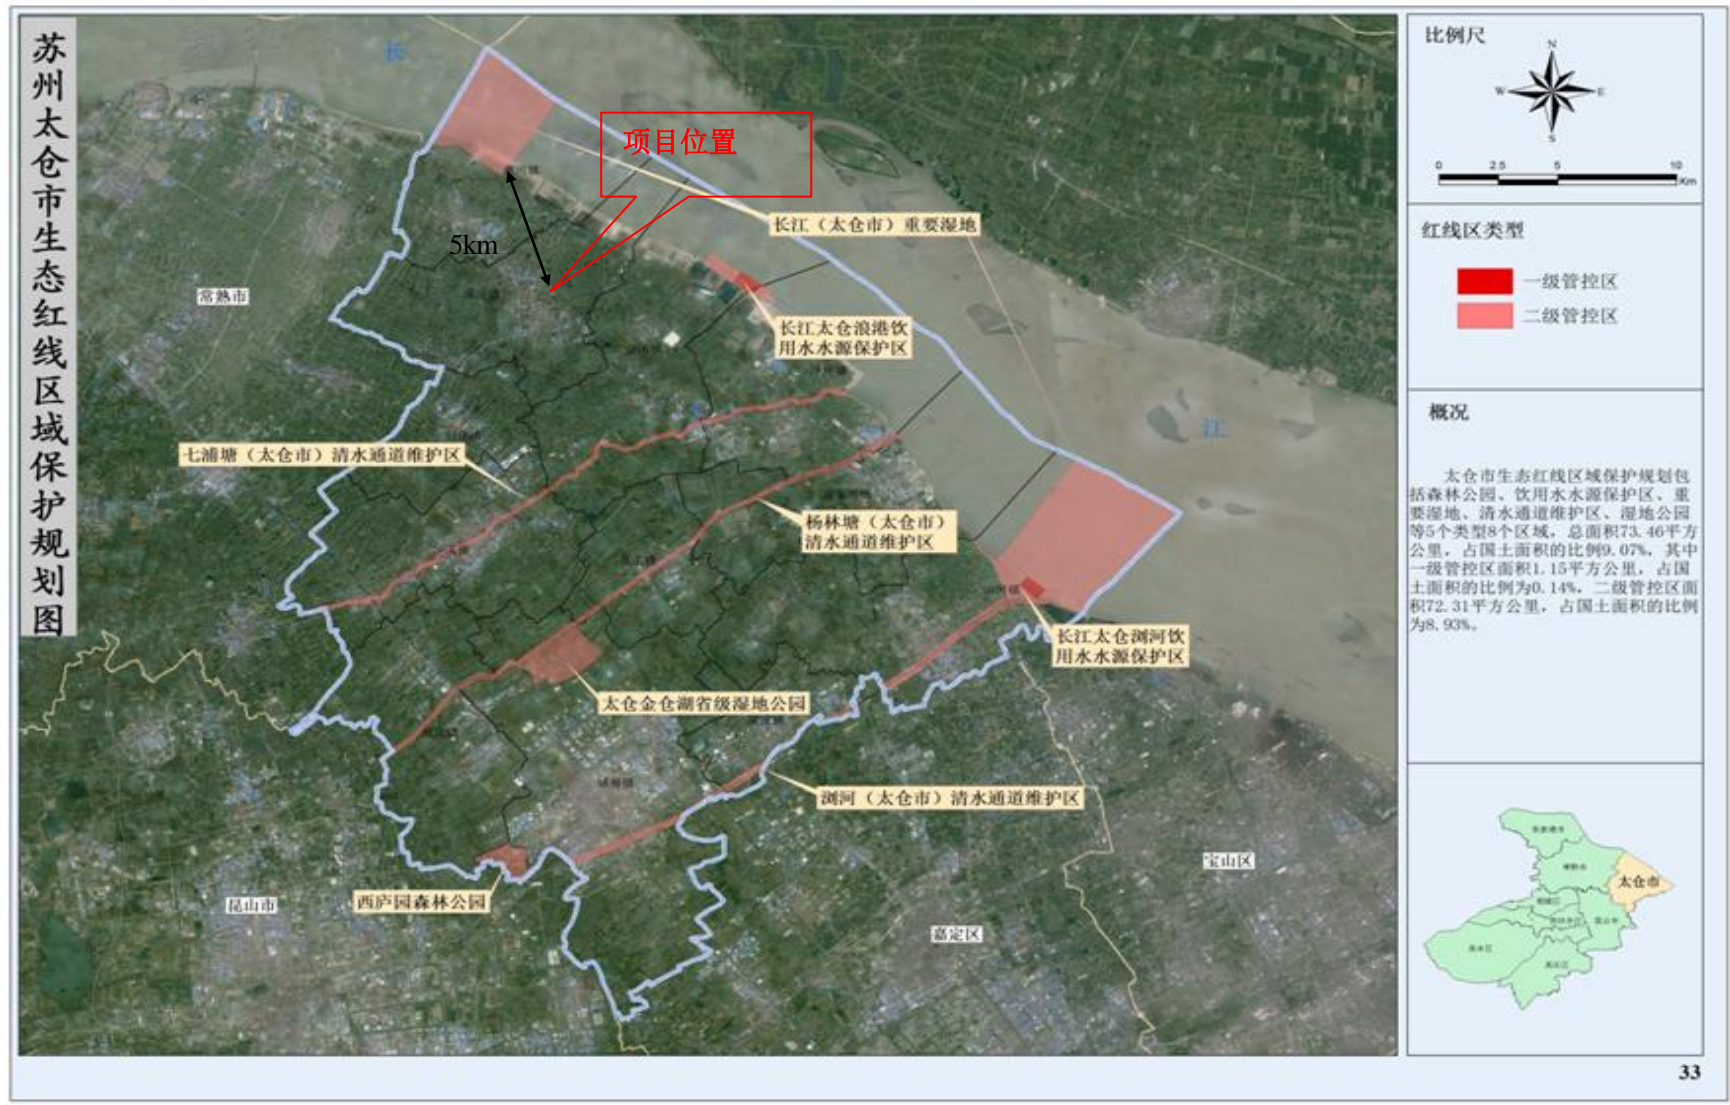 苏州太仓市生态红线区域保护规划图
长
项目位置
5km
长江（太仓市）重要湿地
常熟市
长江太仓浪港饮
用水水源保护区
江
七浦塘（太仓市）清水通道维护区
杨林塘（太仓市）
清水通道维护区
长江太仓浏河饮
用水水源保护区
太仓金仓湖省级湿地公园
浏河（太仓市）清水通道维护区
宝山区
西庐园森林公园
昆山市
嘉定区
比例尺
N
W
E
S
0 2.5 5 10
Km
红线区类型
一级管控区
二级管控区
概况
太仓市生态红线区域保护规划包
括森林公园、饮用水水源保护区、重
要湿地、清水通道维护区、湿地公园
等5个类型8个区域，总面积73.46平方
公里，占国土面积的比例9.07%，其中
一级管控区面积1.15平方公里，占国
土面积的比例为0.14%，二级管控区面
积72.31平方公里，占国土面积的比例
为8.93%。
太仓市
33